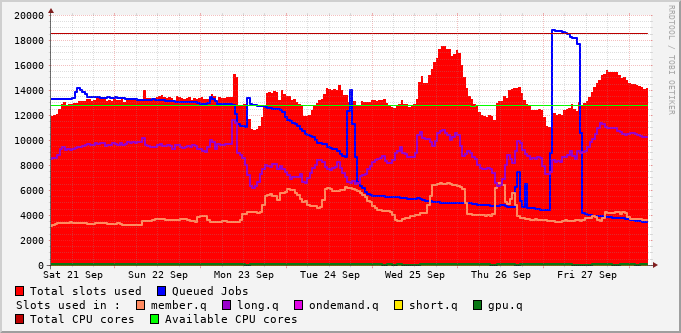 20000
18000
16000
14000
12000
10000
8000
6000
4000
2000
0
Sat 21 Sep Sun 22 Sep Mon 23 Sep Tue 24 Sep Wed 25 Sep Thu 26 Sep Fri 27 Sep
Total slots used Queued Jobs
Slots used in : member.q long.q ondemand.q short.q gpu.q
Total CPU cores Available CPU cores
RRDTOOL / TOBI OETIKER